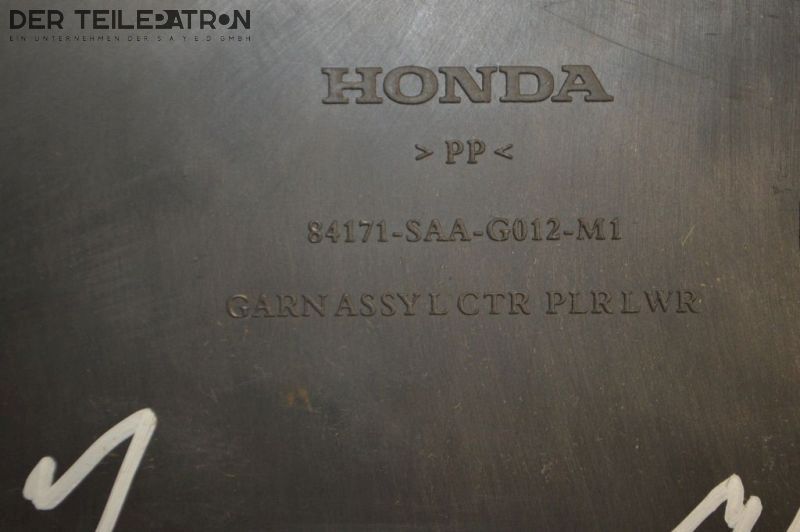 DER TEILEPATRON
EIN UNTERNEHMEN DER S A Y E D GMBH
HONDA
>PP<
84171-SAA-G012-M1
GARN ASSY L CTR PLR LWR